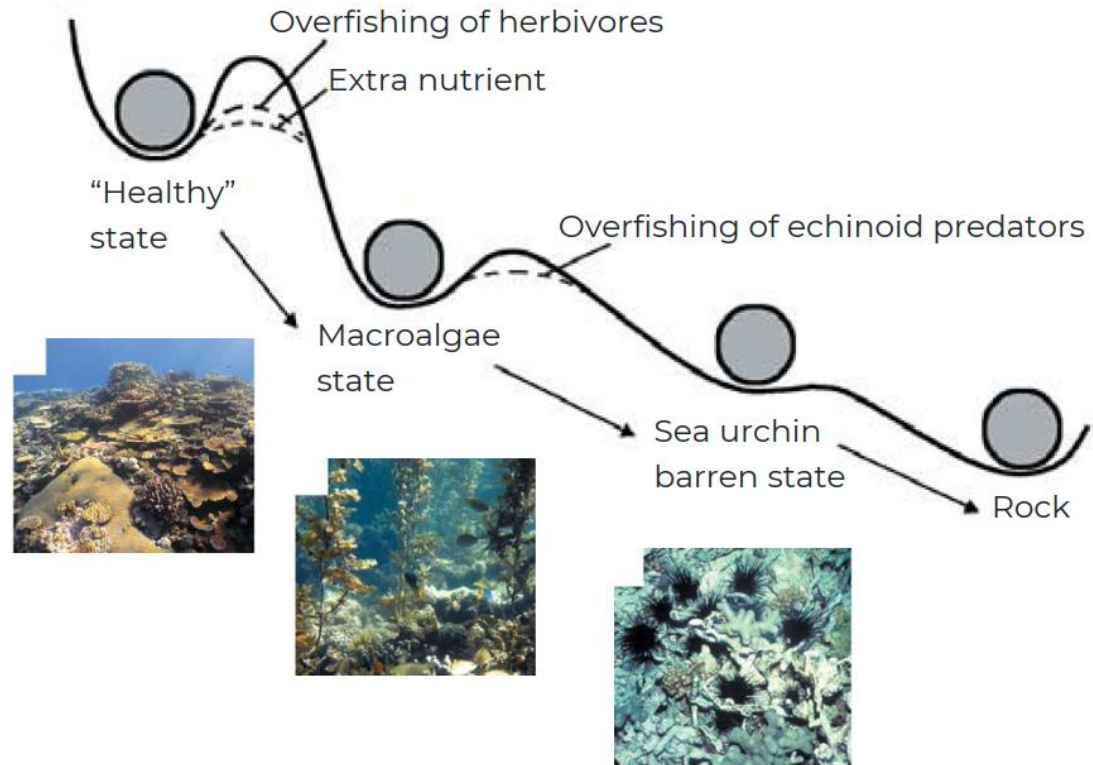 Overfishing of herbivores
Extra nutrient
“Healthy”
state
Overfishing of echinoid predators
Macroalgae
state
Sea urchin
barren state
Rock